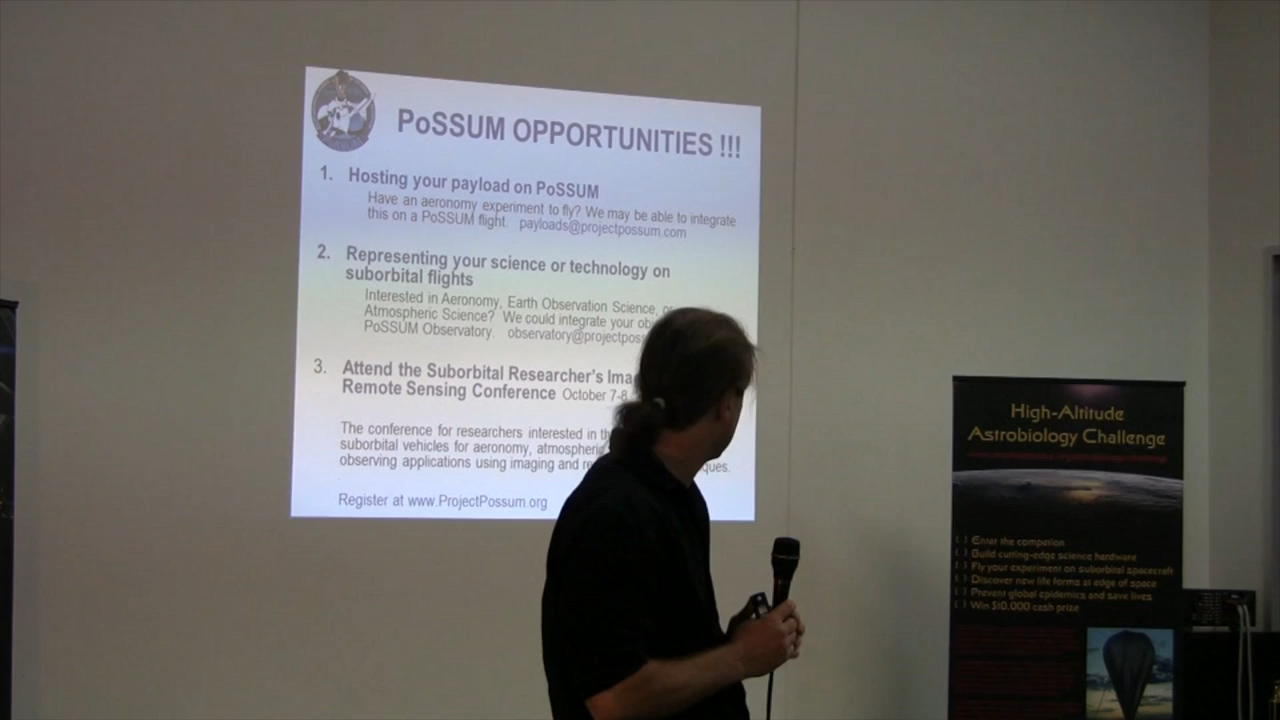 PoSSUM OPPORTUNITIES !!!
1. Hosting your payload on PoSSUM
Have an aeronomy experiment to fly? We may be able to integrate
this on a PoSSUM flight. payloads@projectpossum.com
2. Representing your science or technology on
suborbital flights
Interested in Aeronomy, Earth Observation Science,
Atmospheric Science? We could integrate your
PoSSUM Observatory.
3. Attend the Suborbital Researcher's
Remote Sensing Conference October 7-8
The conference for researchers interested in
suborbital vehicles for aeronomy, atmospheric
observing applications using imaging and
Register at www.ProjectPossum.org
High-Altitude
Astrobiology Challenge
( ) Enter the competion
( ) Build cutting-edge science hardware
( ) Fly your experiment on suborbital spacecraft
( ) Discover new life forms at edge of space
( ) Prevent global epidemics and save lives
( ) Win $10,000 cash prize